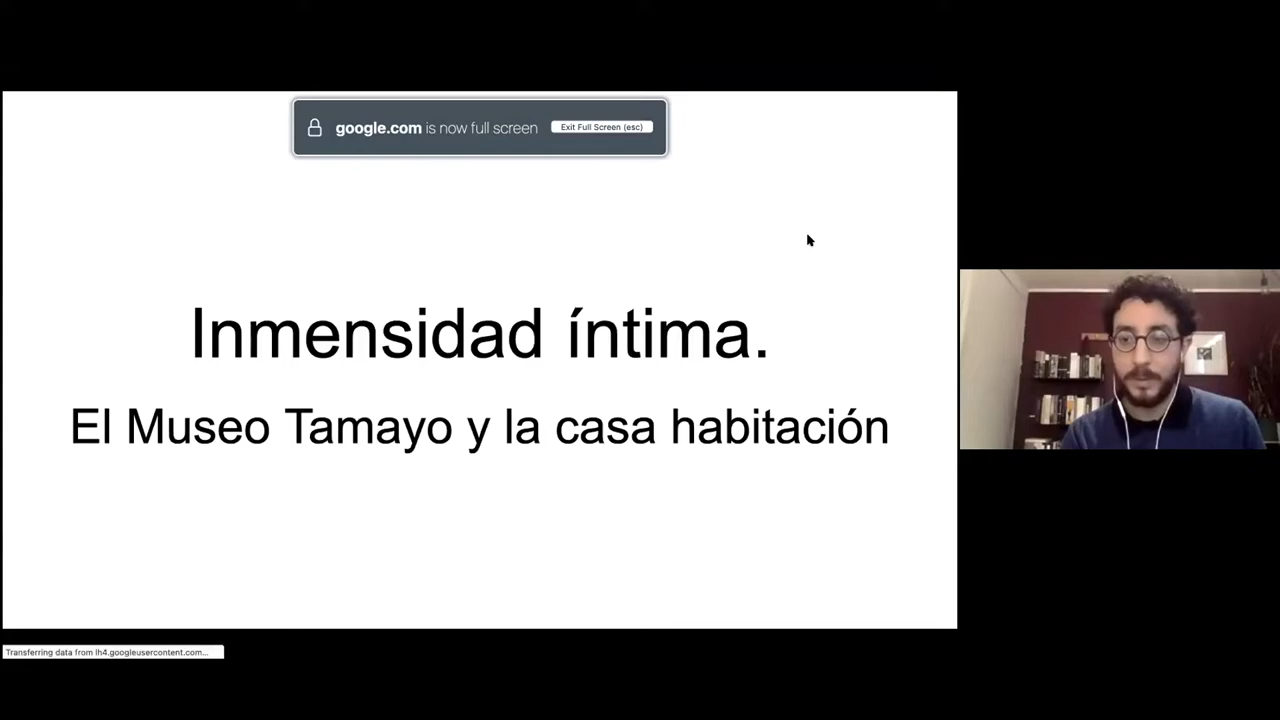 google.com is now full screen Exit Full Screen (esc)
Inmensidad íntima.
El Museo Tamayo y la casa habitación
Transferring data from lh4.googleusercontent.com...